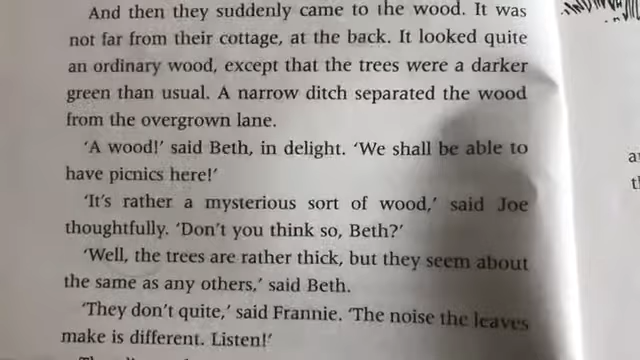 And then they suddenly came to the wood. It was
not far from their cottage, at the back. It looked quite
an ordinary wood, except that the trees were a darker
green than usual. A narrow ditch separated the wood
from the overgrown lane.
‘A wood!’ said Beth, in delight. ‘We shall be able to
have picnics here!’
‘It’s rather a mysterious sort of wood,’ said Joe
thoughtfully. ‘Don’t you think so, Beth?’
‘Well, the trees are rather thick, but they seem about
the same as any others,’ said Beth.
‘They don’t quite,’ said Frannie. ‘The noise the leaves
make is different. Listen!’